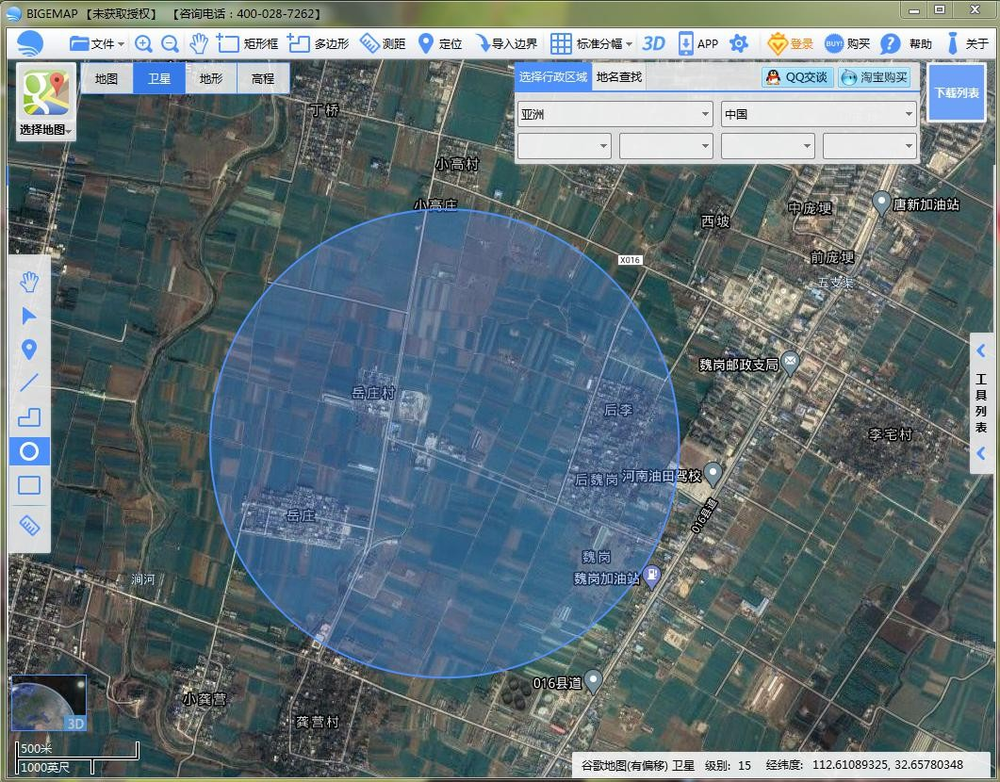 BIGEMAP 【未获取授权】 【咨询电话：400-028-7262】
文件 矩形框 多边形 测距 定位 导入边界 标准分幅 3D APP 登录 BUY! 购买 帮助 关于
选择地图
地图 卫星 地形 高程
选择行政区域 地名查找 QQ交谈 淘宝购买
亚洲 中国
下载列表
丁桥
小高村
小高庄
西坡
中庞埂
唐新加油站
X016
前庞埂
五支渠
魏岗邮政支局
工具列表
岳庄村
后李
李宅村
后魏岗
河南油田驾校
016县道
岳庄
魏岗
魏岗加油站
涧河
016县道
小龚营
龚营村
3D
500米
1000英尺
谷歌地图(有偏移) 卫星 级别: 15 经纬度: 112.61089325, 32.65780348